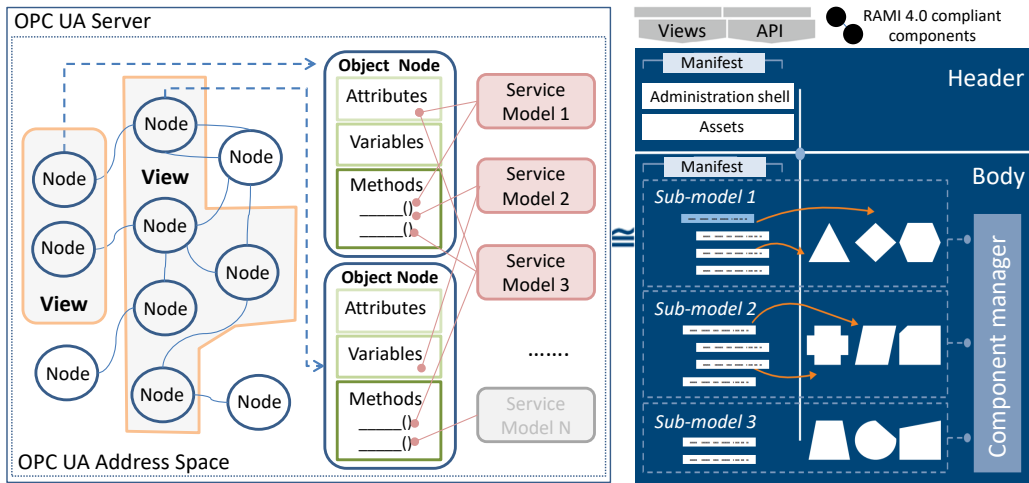 OPC UA Server
Node
Node
View
Node
Node
View
Node
Node
Node
Node
Node
Node
Object Node
Attributes
Variables
Methods
_____()
_____()
Object Node
Attributes
Variables
Methods
_____()
_____()
Service
Model 1
Service
Model 2
Service
Model 3
.......
Service
Model N
OPC UA Address Space
≅
Views
API
RAMI 4.0 compliant
components
Manifest
Header
Administration shell
Assets
Manifest
Body
Sub-model 1
Sub-model 2
Sub-model 3
Component manager